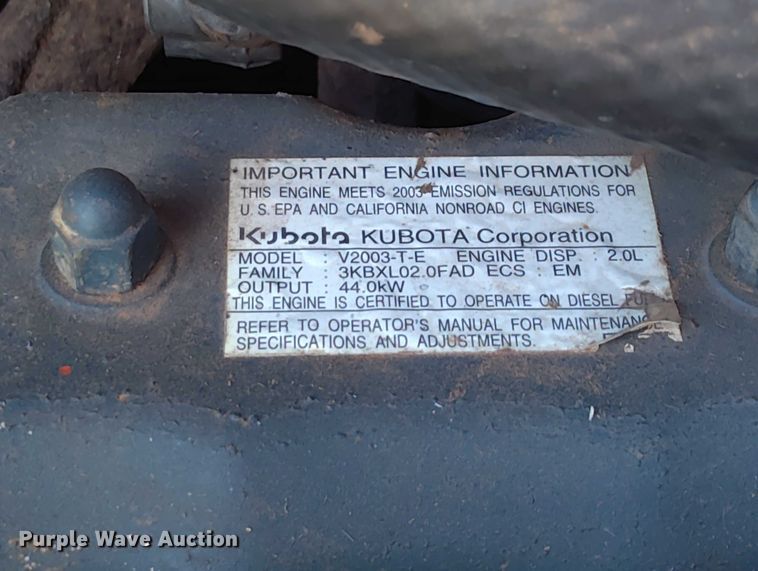 IMPORTANT ENGINE INFORMATION
THIS ENGINE MEETS 2003 EMISSION REGULATIONS FOR
U.S.EPA AND CALIFORNIA NONROAD CI ENGINES.
Kubota KUBOTA Corporation
MODEL : V2003-T-E ENGINE DISP. : 2.0L
FAMILY : 3KBXL02.0FAD ECS : EM
OUTPUT : 44.0kW
THIS ENGINE IS CERTIFIED TO OPERATE ON DIESEL
REFER TO OPERATOR'S MANUAL FOR MAINTENANCE
SPECIFICATIONS AND ADJUSTMENTS.
Purple Wave Auction